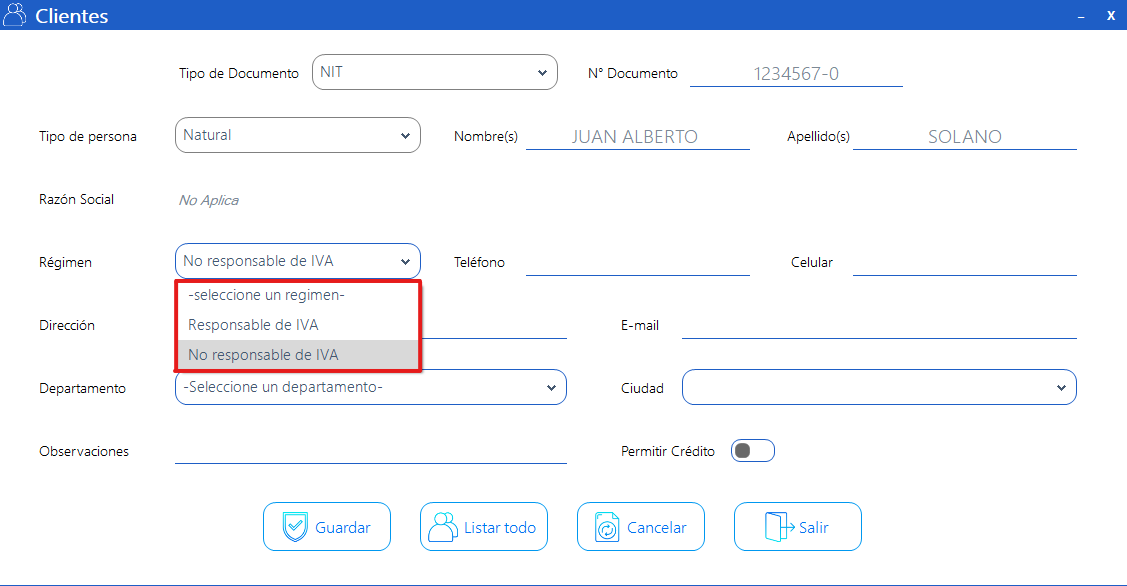 Clientes
– x
Tipo de Documento NIT N° Documento 1234567-0
Tipo de persona Natural Nombre(s) JUAN ALBERTO Apellido(s) SOLANO
Razón Social No Aplica
Régimen No responsable de IVA Teléfono Celular
-seleccione un regimen-
Dirección Responsable de IVA E-mail
No responsable de IVA
Departamento -Seleccione un departamento- Ciudad
Observaciones Permitir Crédito
Guardar Listar todo Cancelar Salir